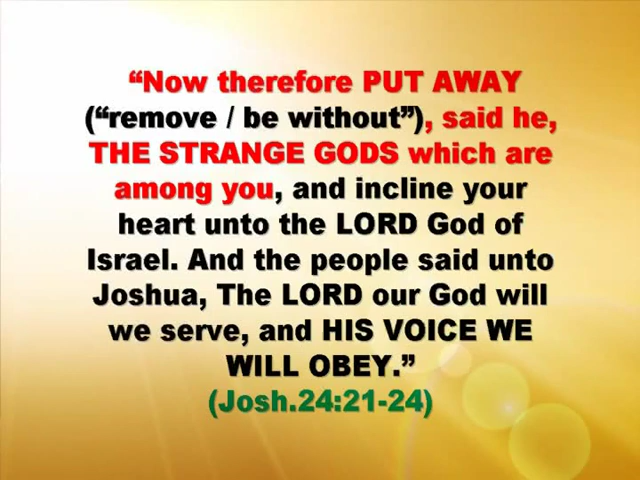 “Now therefore PUT AWAY
(“remove / be without”), said he,
THE STRANGE GODS which are
among you, and incline your
heart unto the LORD God of
Israel. And the people said unto
Joshua, The LORD our God will
we serve, and HIS VOICE WE
WILL OBEY.”
(Josh.24:21-24)